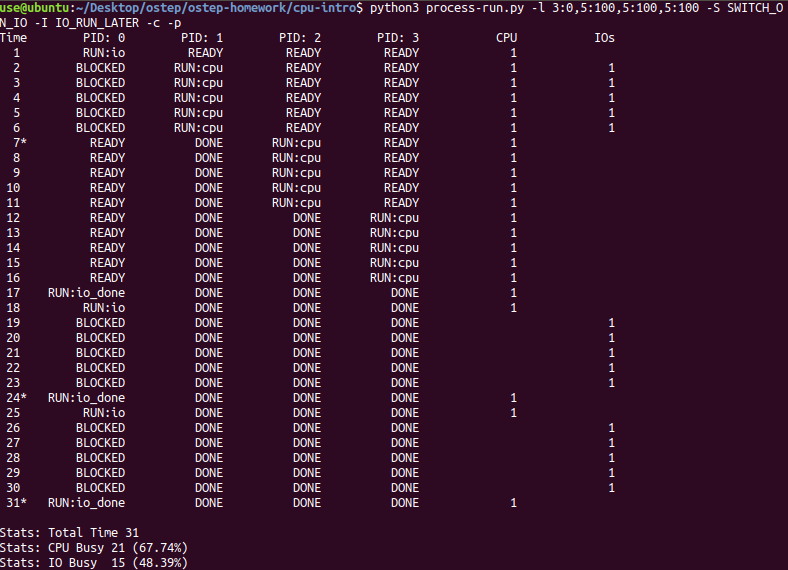 use@ubuntu:~/Desktop/ostep/ostep-homework/cpu-intro$ python3 process-run.py -l 3:0,5:100,5:100,5:100 -S SWITCH_O
N_IO -I IO_RUN_LATER -c -p
Time PID: 0 PID: 1 PID: 2 PID: 3 CPU IOs
1 RUN:io READY READY READY 1
2 BLOCKED RUN:cpu READY READY 1 1
3 BLOCKED RUN:cpu READY READY 1 1
4 BLOCKED RUN:cpu READY READY 1 1
5 BLOCKED RUN:cpu READY READY 1 1
6 BLOCKED RUN:cpu READY READY 1 1
7* READY DONE RUN:cpu READY 1
8 READY DONE RUN:cpu READY 1
9 READY DONE RUN:cpu READY 1
10 READY DONE RUN:cpu READY 1
11 READY DONE RUN:cpu READY 1
12 READY DONE DONE RUN:cpu 1
13 READY DONE DONE RUN:cpu 1
14 READY DONE DONE RUN:cpu 1
15 READY DONE DONE RUN:cpu 1
16 READY DONE DONE RUN:cpu 1
17 RUN:io_done DONE DONE DONE 1
18 RUN:io DONE DONE DONE 1
19 BLOCKED DONE DONE DONE 1
20 BLOCKED DONE DONE DONE 1
21 BLOCKED DONE DONE DONE 1
22 BLOCKED DONE DONE DONE 1
23 BLOCKED DONE DONE DONE 1
24* RUN:io_done DONE DONE DONE 1
25 RUN:io DONE DONE DONE 1
26 BLOCKED DONE DONE DONE 1
27 BLOCKED DONE DONE DONE 1
28 BLOCKED DONE DONE DONE 1
29 BLOCKED DONE DONE DONE 1
30 BLOCKED DONE DONE DONE 1
31* RUN:io_done DONE DONE DONE 1
Stats: Total Time 31
Stats: CPU Busy 21 (67.74%)
Stats: IO Busy 15 (48.39%)